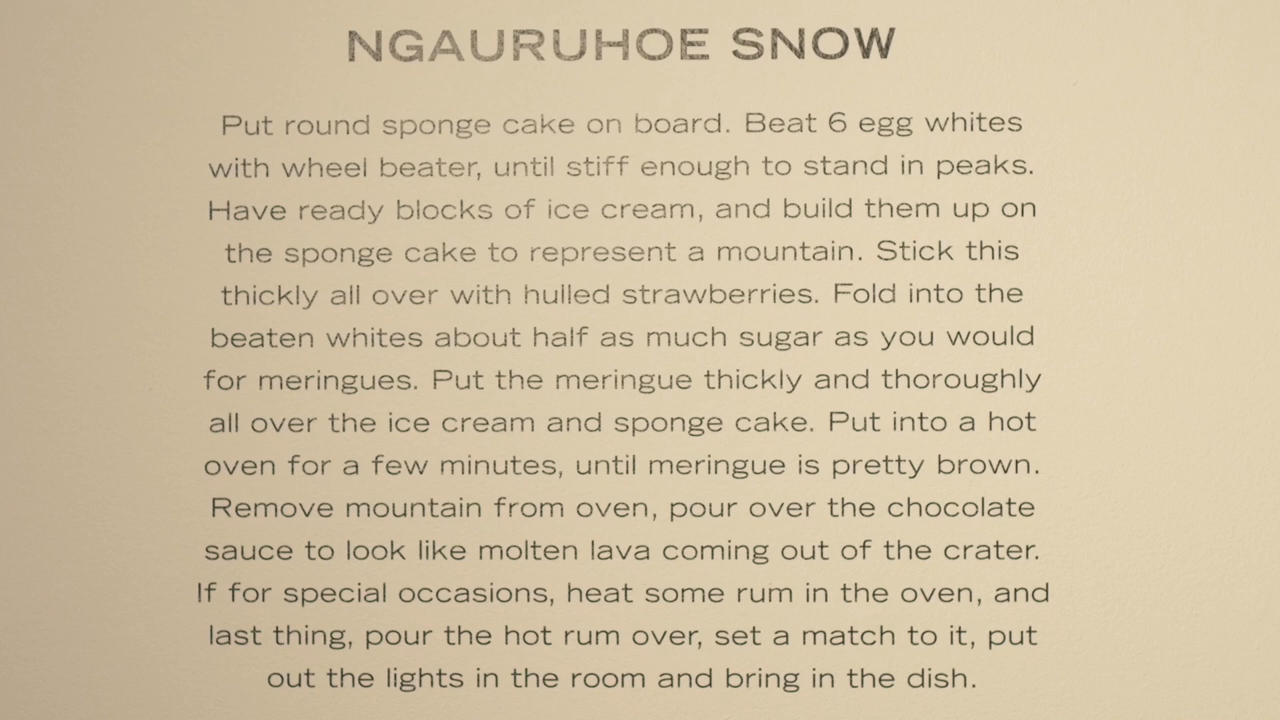 NGAURUHOE SNOW
Put round sponge cake on board. Beat 6 egg whites
with wheel beater, until stiff enough to stand in peaks.
Have ready blocks of ice cream, and build them up on
the sponge cake to represent a mountain. Stick this
thickly all over with hulled strawberries. Fold into the
beaten whites about half as much sugar as you would
for meringues. Put the meringue thickly and thoroughly
all over the ice cream and sponge cake. Put into a hot
oven for a few minutes, until meringue is pretty brown.
Remove mountain from oven, pour over the chocolate
sauce to look like molten lava coming out of the crater.
If for special occasions, heat some rum in the oven, and
last thing, pour the hot rum over, set a match to it, put
out the lights in the room and bring in the dish.